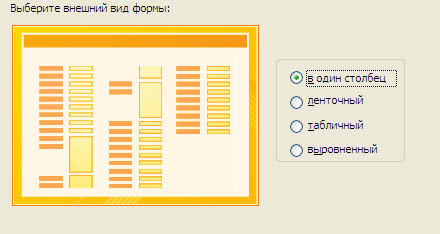 Выберите внешний вид формы:
в один столбец
ленточный
табличный
выровненный